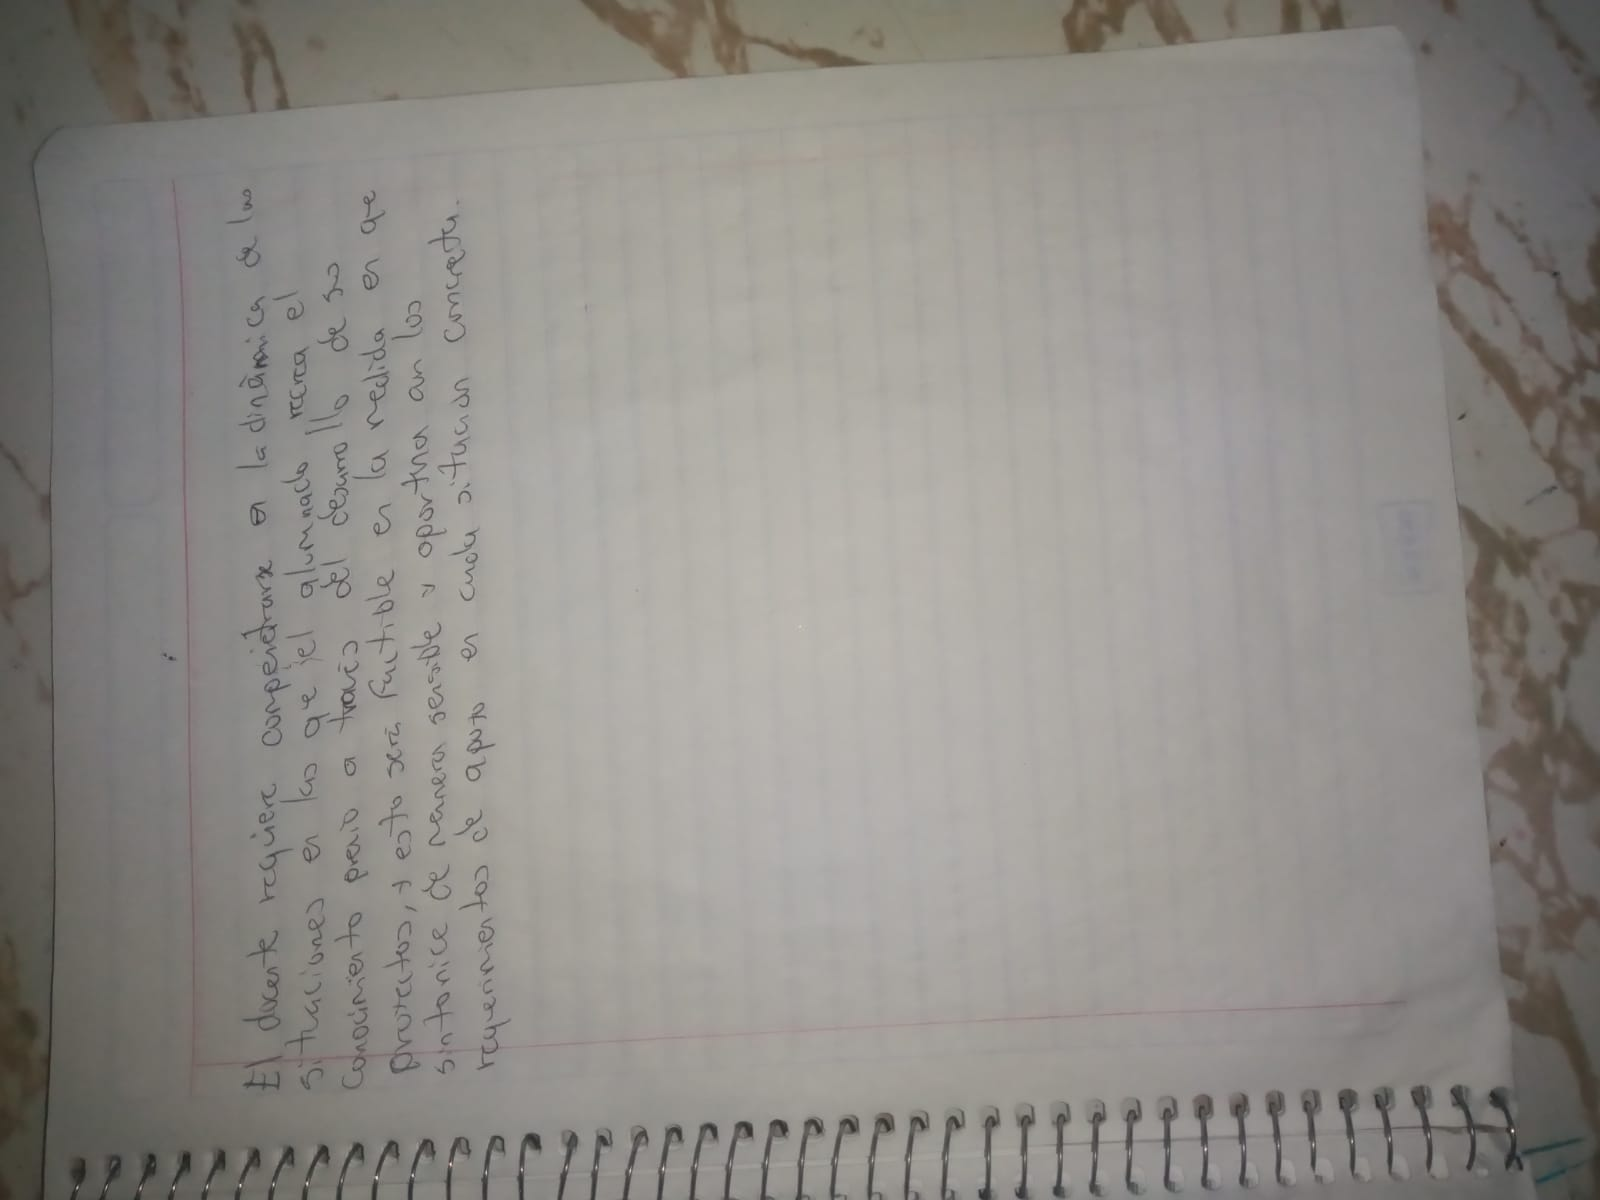 El docente requiere compenetrarse en la dinámica de las
situaciones en las que el alumnado recrea el
conocimiento previo a través del desarrollo de sus
proyectos, y esto será factible en la medida en que
sintonice de manera sensible y oportuna con los
requerimientos de apoyo en cada situación concreta.